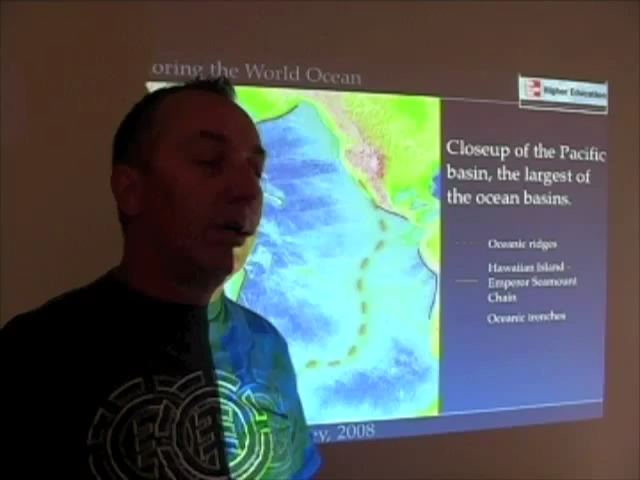 oring the World Ocean
Higher Education
Closeup of the Pacific
basin, the largest of
the ocean basins.
Oceanic ridges
Hawaiian Island -
Emperor Seamount
Chain
Oceanic trenches
ey, 2008